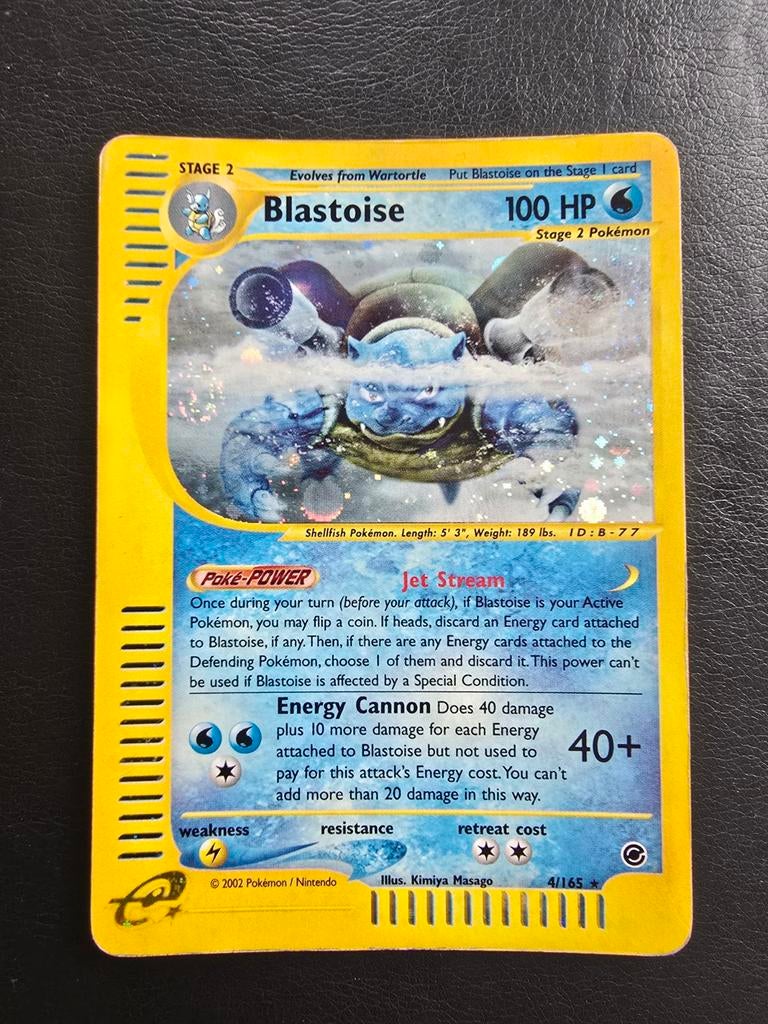 STAGE 2
Evolves from Wartortle Put Blastoise on the Stage 1 card
Blastoise 100 HP
Stage 2 Pokémon
Shellfish Pokémon. Length: 5' 3", Weight: 189 lbs. ID:B-77
Poké-POWER Jet Stream
Once during your turn (before your attack), if Blastoise is your Active
Pokémon, you may flip a coin. If heads, discard an Energy card attached
to Blastoise, if any. Then, if there are any Energy cards attached to the
Defending Pokémon, choose 1 of them and discard it. This power can't
be used if Blastoise is affected by a Special Condition.
Energy Cannon Does 40 damage
plus 10 more damage for each Energy
attached to Blastoise but not used to
pay for this attack's Energy cost. You can't
add more than 20 damage in this way.
40+
weakness resistance retreat cost
© 2002 Pokémon / Nintendo Illus. Kimiya Masago 4/165 ★
e